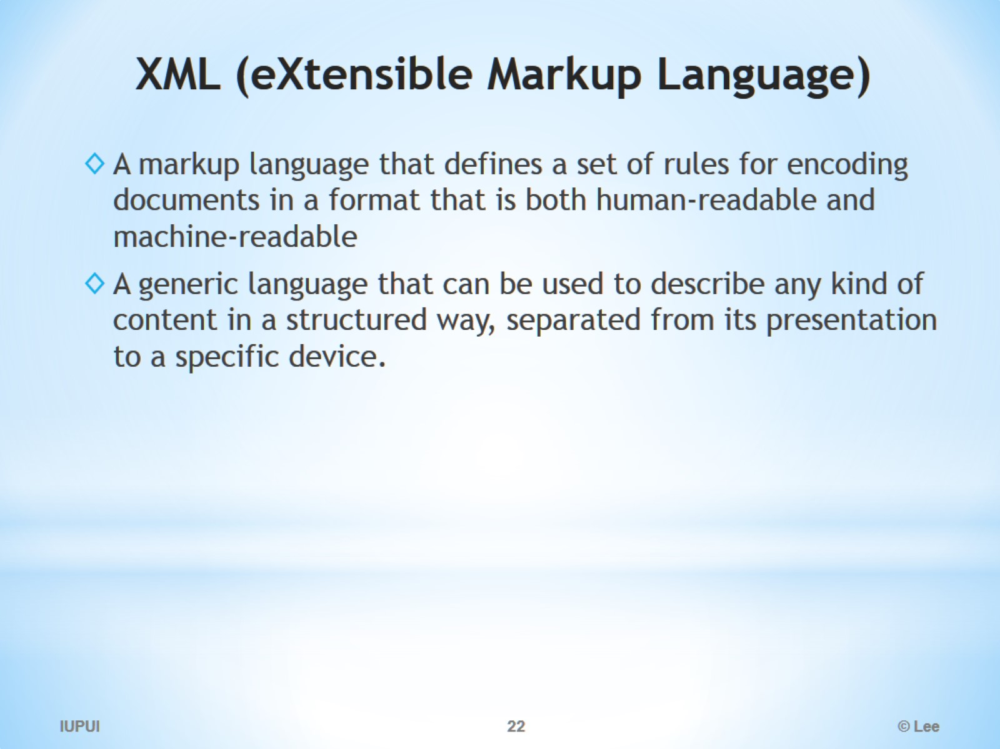 XML (eXtensible Markup Language)
◇ A markup language that defines a set of rules for encoding
documents in a format that is both human-readable and
machine-readable
◇ A generic language that can be used to describe any kind of
content in a structured way, separated from its presentation
to a specific device.
IUPUI
22
© Lee